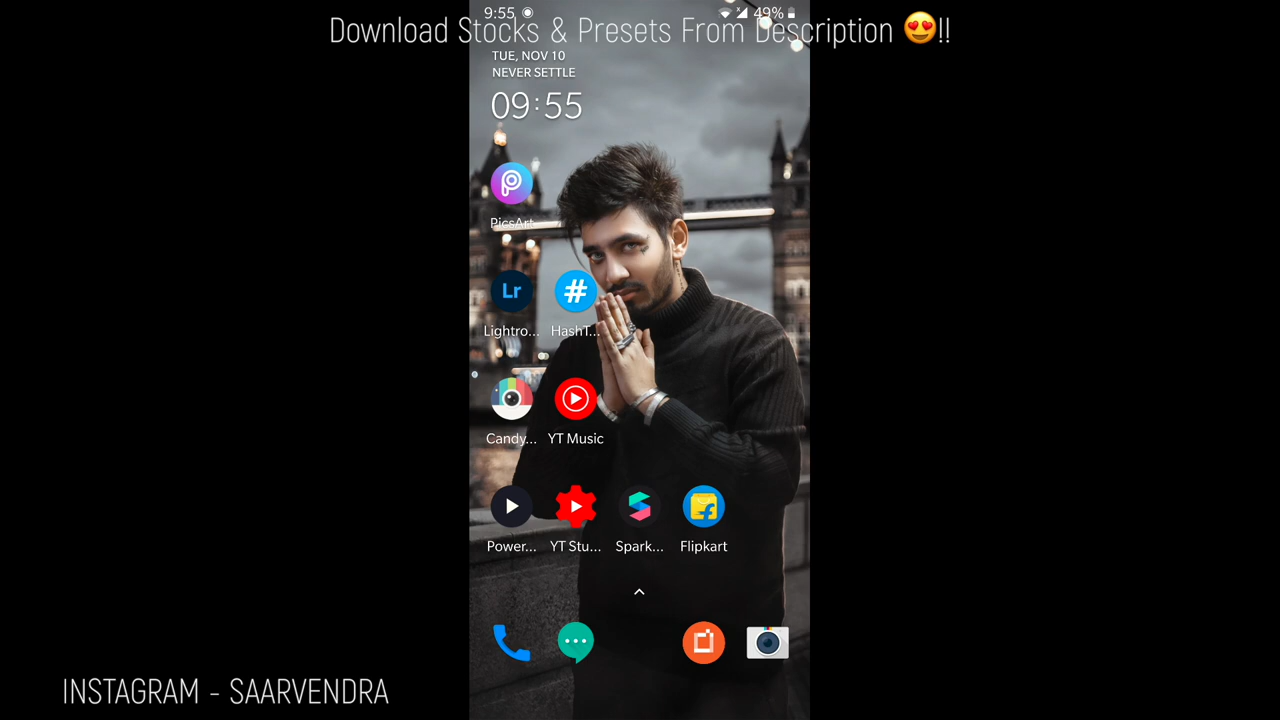 Download Stocks & Presets From Description 😍!!
9:55
49%
TUE, NOV 10
NEVER SETTLE
09:55
PicsArt
Lr
#
Lightro...
HashT...
Candy...
YT Music
Power...
YT Stu...
Spark...
Flipkart
INSTAGRAM - SAARVENDRA